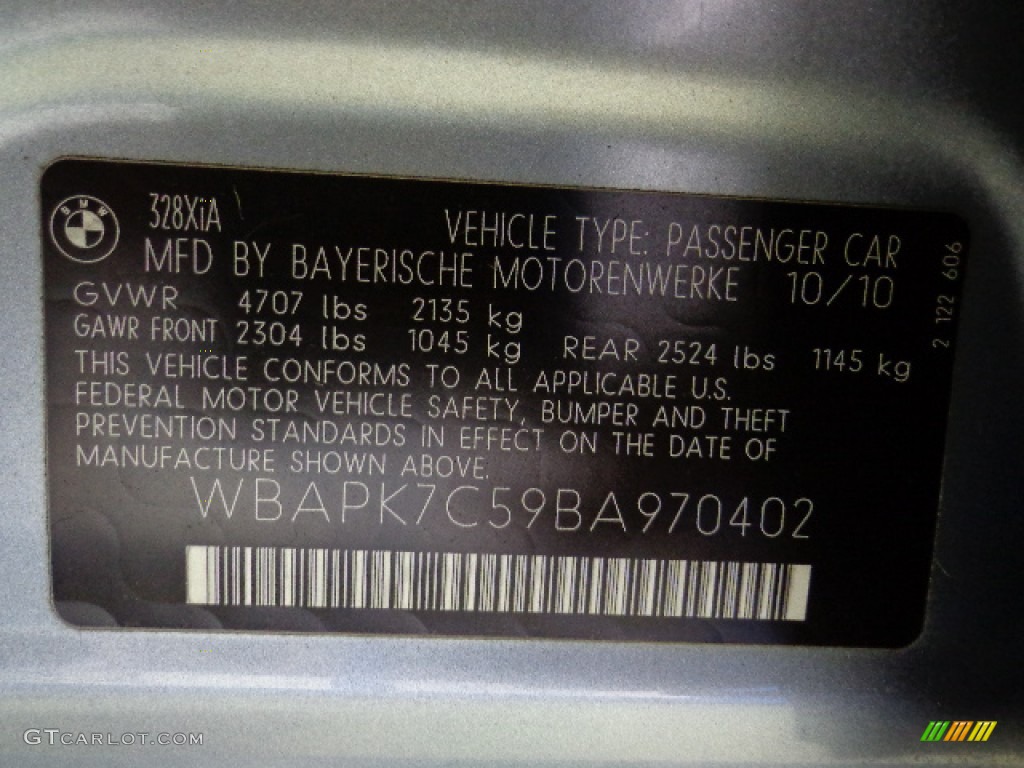 BMW
328XiA
VEHICLE TYPE: PASSENGER CAR
MFD BY BAYERISCHE MOTORENWERKE 10/10
GVWR 4707 lbs 2135 kg
GAWR FRONT 2304 lbs 1045 kg REAR 2524 lbs 1145 kg
THIS VEHICLE CONFORMS TO ALL APPLICABLE U.S.
FEDERAL MOTOR VEHICLE SAFETY, BUMPER AND THEFT
PREVENTION STANDARDS IN EFFECT ON THE DATE OF
MANUFACTURE SHOWN ABOVE.
WBAPK7C59BA970402
2 122 606
GTCARLOT.COM